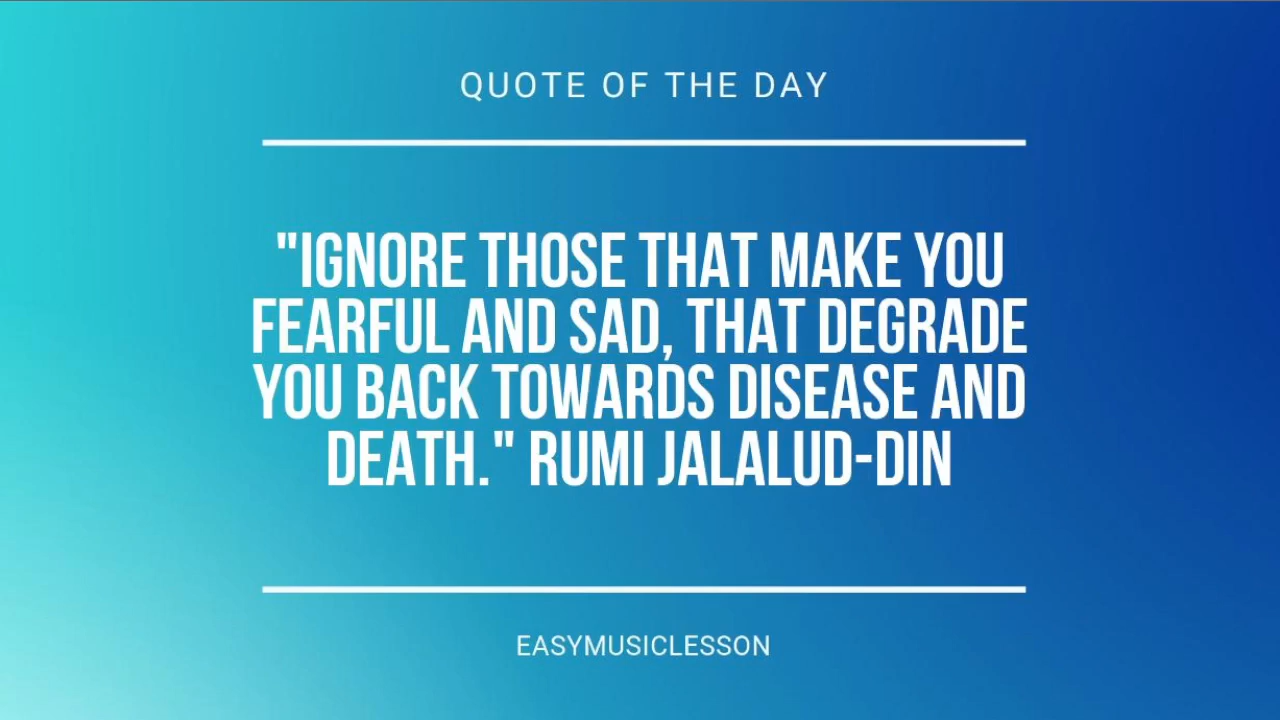 QUOTE OF THE DAY
"IGNORE THOSE THAT MAKE YOU
FEARFUL AND SAD, THAT DEGRADE
YOU BACK TOWARDS DISEASE AND
DEATH." RUMI JALALUD-DIN
EASYMUSICLESSON